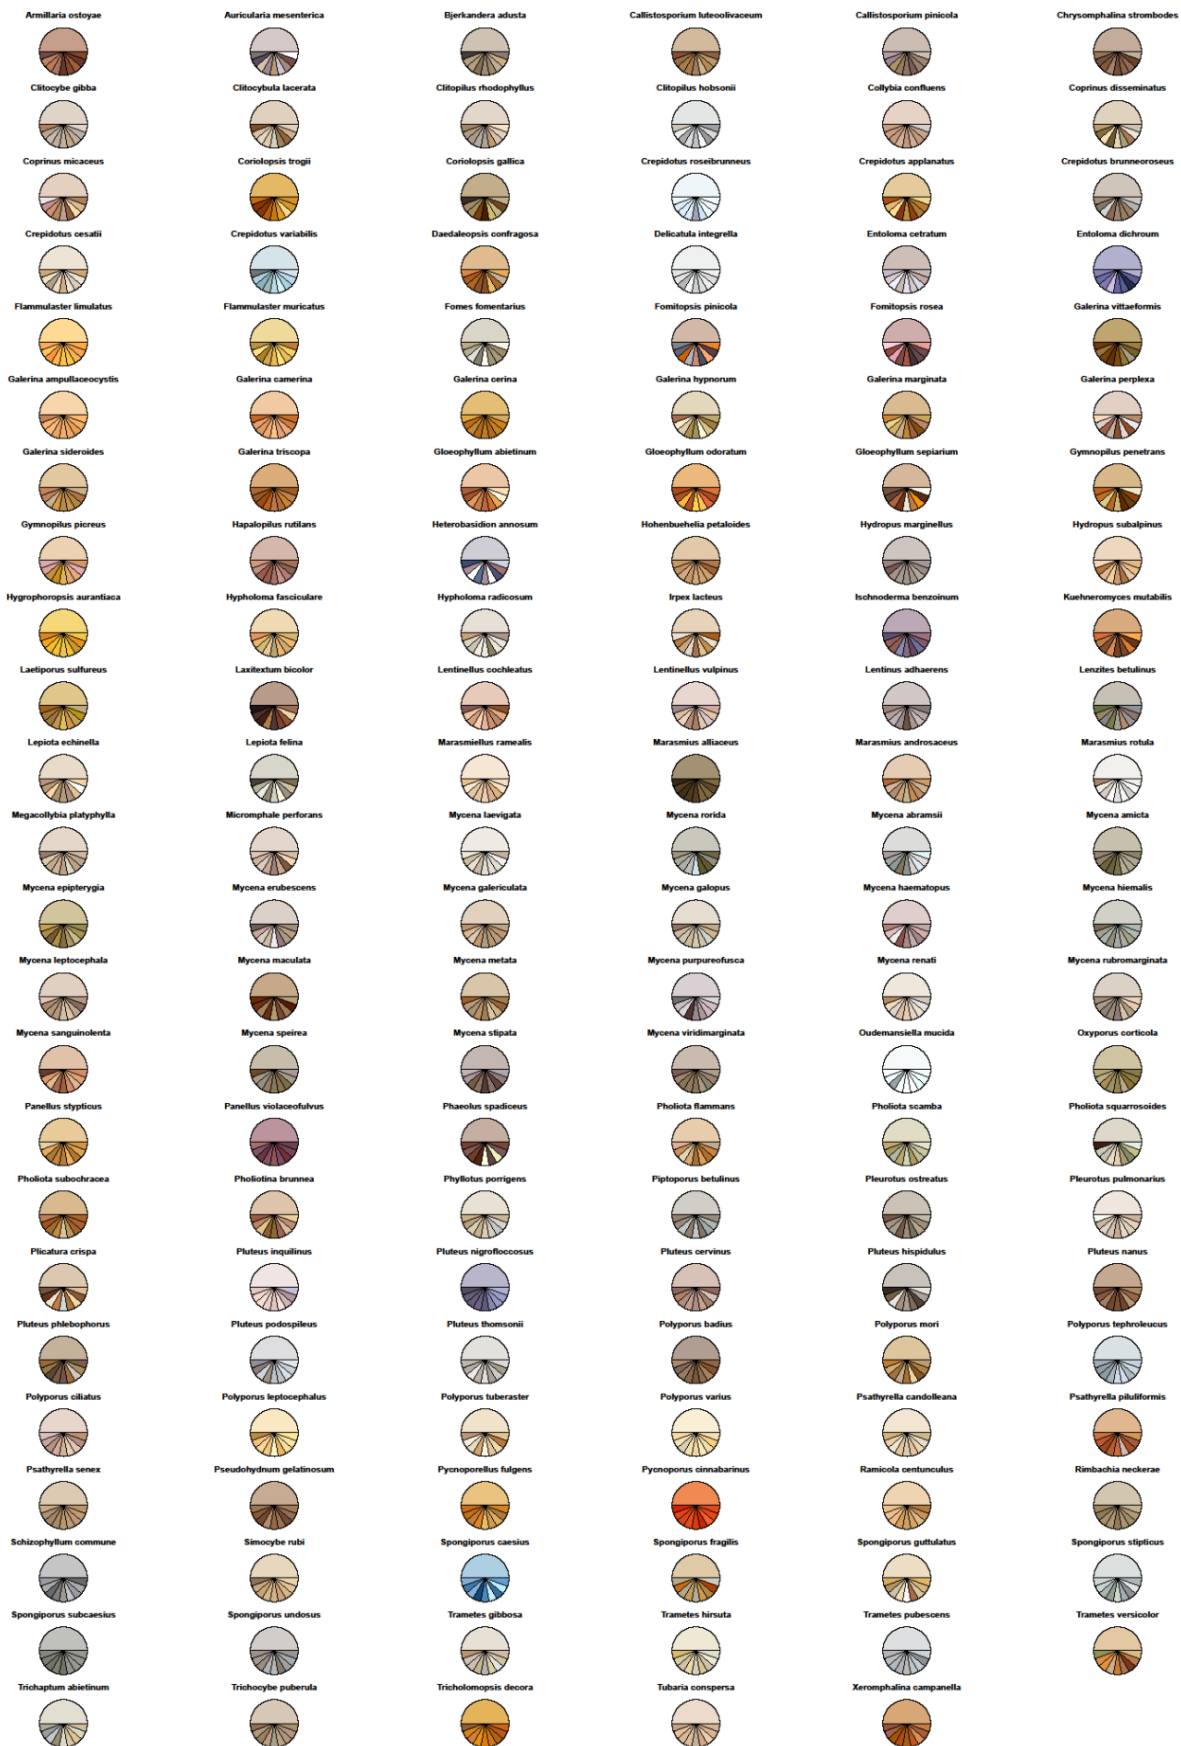 Armillaria ostoyae Auricularia mesenterica Bjerkandera adusta Callistosporium luteoolivaceum Callistosporium pinicola Chrysomphalina strombodes
Clitocybe gibba Clitocybula lacerata Clitopilus rhodophyllus Clitopilus hobsonii Collybia confluens Coprinus disseminatus
Coprinus micaceus Coriolopsis trogii Coriolopsis gallica Crepidotus roseibrunneus Crepidotus applanatus Crepidotus brunneoroseus
Crepidotus cesatii Crepidotus variabilis Daedaleopsis confragosa Delicatula integrella Entoloma cetratum Entoloma dichroum
Flammulaster limulatus Flammulaster muricatus Fomes fomentarius Fomitopsis pinicola Fomitopsis rosea Galerina vittaeformis
Galerina ampullaceocystis Galerina camerina Galerina cerina Galerina hypnorum Galerina marginata Galerina perplexa
Galerina sideroides Galerina triscopa Gloeophyllum abietinum Gloeophyllum odoratum Gloeophyllum sepiarium Gymnopilus penetrans
Gymnopilus picreus Hapalopilus rutilans Heterobasidion annosum Hohenbuehelia petaloides Hydropus marginellus Hydropus subalpinus
Hygrophoropsis aurantiaca Hypholoma fasciculare Hypholoma radicosum Irpex lacteus Ischnoderma benzoinum Kuehneromyces mutabilis
Laetiporus sulfureus Laxitextum bicolor Lentinellus cochleatus Lentinellus vulpinus Lentinus adhaerens Lenzites betulinus
Lepiota echinella Lepiota felina Marasmiellus ramealis Marasmius alliaceus Marasmius androsaceus Marasmius rotula
Megacollybia platyphylla Micromphale perforans Mycena laevigata Mycena rorida Mycena abramsii Mycena amicta
Mycena epipterygia Mycena erubescens Mycena galericulata Mycena galopus Mycena haematopus Mycena hiemalis
Mycena leptocephala Mycena maculata Mycena metata Mycena purpureofusca Mycena renati Mycena rubromarginata
Mycena sanguinolenta Mycena speirea Mycena stipata Mycena viridimarginata Oudemansiella mucida Oxyporus corticola
Panellus stypticus Panellus violaceofulvus Phaeolus spadiceus Pholiota flammans Pholiota scamba Pholiota squarrosoides
Pholiota subochracea Pholiotina brunnea Phyllotus porrigens Piptoporus betulinus Pleurotus ostreatus Pleurotus pulmonarius
Plicatura crispa Pluteus inquilinus Pluteus nigrofloccosus Pluteus cervinus Pluteus hispidulus Pluteus nanus
Pluteus phlebophorus Pluteus podospileus Pluteus thomsonii Polyporus badius Polyporus mori Polyporus tephroleucus
Polyporus ciliatus Polyporus leptocephalus Polyporus tuberaster Polyporus varius Psathyrella candolleana Psathyrella piluliformis
Psathyrella senex Pseudohydnum gelatinosum Pycnoporellus fulgens Pycnoporus cinnabarinus Ramicola centunculus Rimbachia neckerae
Schizophyllum commune Simocybe rubi Spongiporus caesius Spongiporus fragilis Spongiporus guttulatus Spongiporus stipticus
Spongiporus subcaesius Spongiporus undosus Trametes gibbosa Trametes hirsuta Trametes pubescens Trametes versicolor
Trichaptum abietinum Trichocybe puberula Tricholomopsis decora Tubaria conspersa Xeromphalina campanella